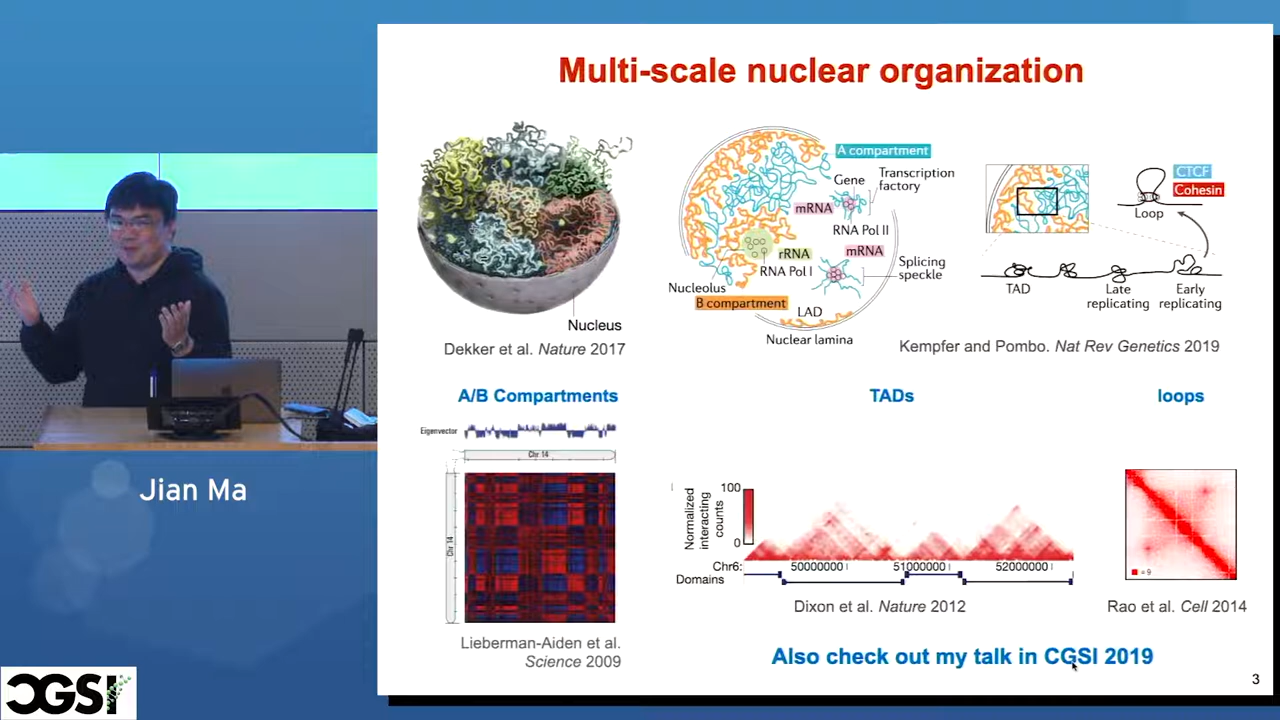 Multi-scale nuclear organization
A compartment
Gene
Transcription
factory
mRNA
RNA Pol II
rRNA
mRNA
RNA Pol I
Splicing
speckle
Nucleolus
B compartment
LAD
Nuclear lamina
CTCF
Cohesin
Loop
TAD
Late
replicating
Early
replicating
Nucleus
Dekker et al. Nature 2017
Kempfer and Pombo. Nat Rev Genetics 2019
A/B Compartments
TADs
loops
Eigenvector
Chr 14
Chr 14
Normalized
interacting
counts
100
0
Chr6:
50000000
51000000
52000000
Domains
= 9
Lieberman-Aiden et al.
Science 2009
Dixon et al. Nature 2012
Rao et al. Cell 2014
Also check out my talk in CGSI 2019
3
Jian Ma
CGSI